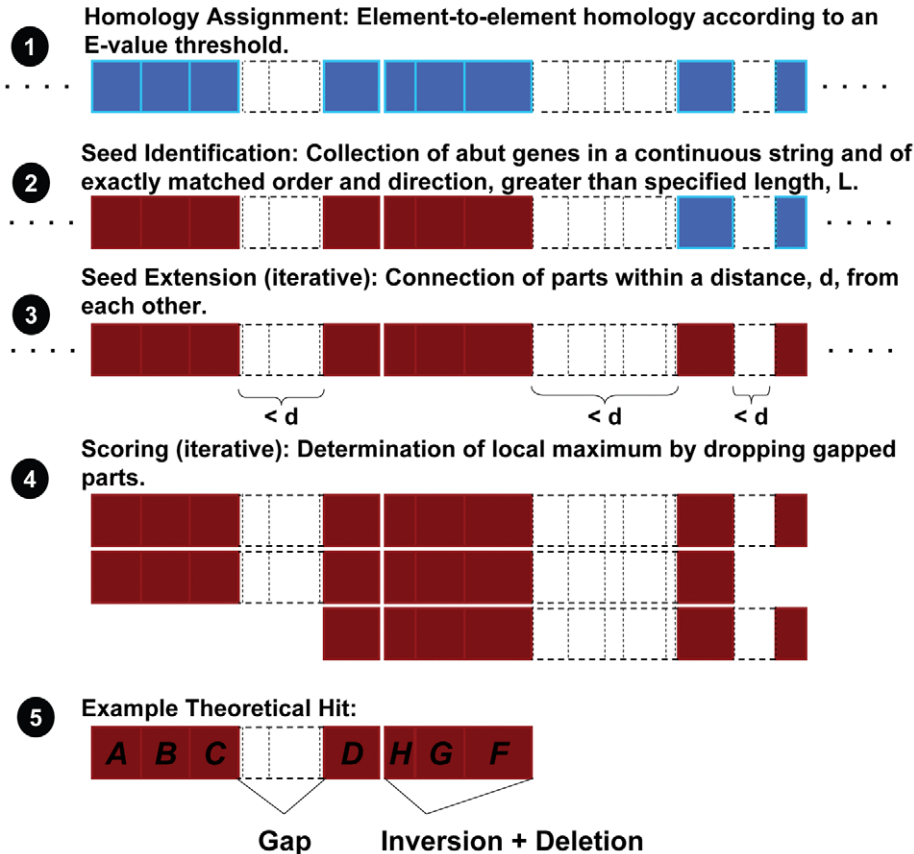 1
Homology Assignment: Element-to-element homology according to an
E-value threshold.
2
Seed Identification: Collection of abut genes in a continuous string and of
exactly matched order and direction, greater than specified length, L.
3
Seed Extension (iterative): Connection of parts within a distance, d, from
each other.
< d < d < d
4
Scoring (iterative): Determination of local maximum by dropping gapped
parts.
5
Example Theoretical Hit:
A B C D H G F
Gap Inversion + Deletion